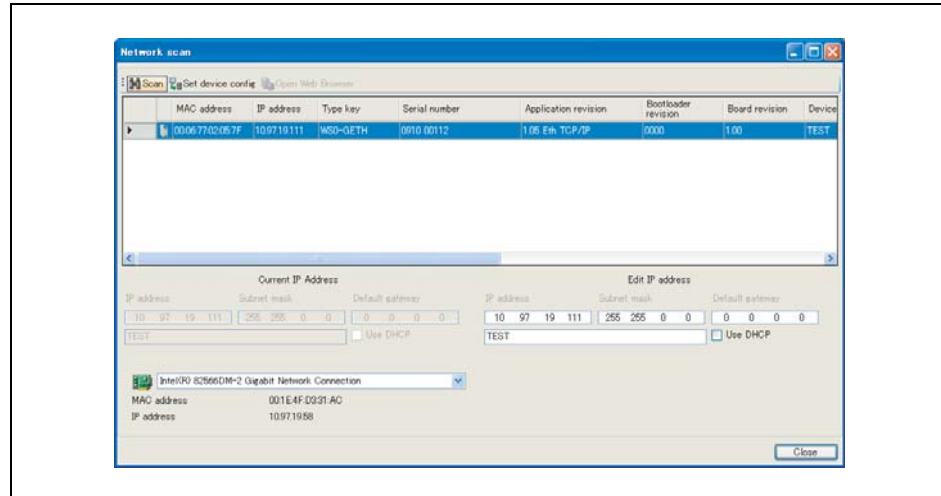 Network scan
Scan Set device config Open Web Browser
MAC address IP address Type key Serial number Application revision Bootloader revision Board revision Device
00:06:77:02:05:7F 10.97.19.111 WS0-GETH 0910 00112 1.05 Eth TCP/IP 0000 1.00 TEST
Current IP Address Edit IP address
IP address Subnet mask Default gateway IP address Subnet mask Default gateway
10 97 19 111 255 255 0 0 0 0 0 0 10 97 19 111 255 255 0 0 0 0 0 0
TEST Use DHCP TEST Use DHCP
Intel(R) 82566DM-2 Gigabit Network Connection
MAC address 00:1E:4F:D3:31:AC
IP address 10.97.19.58
Close